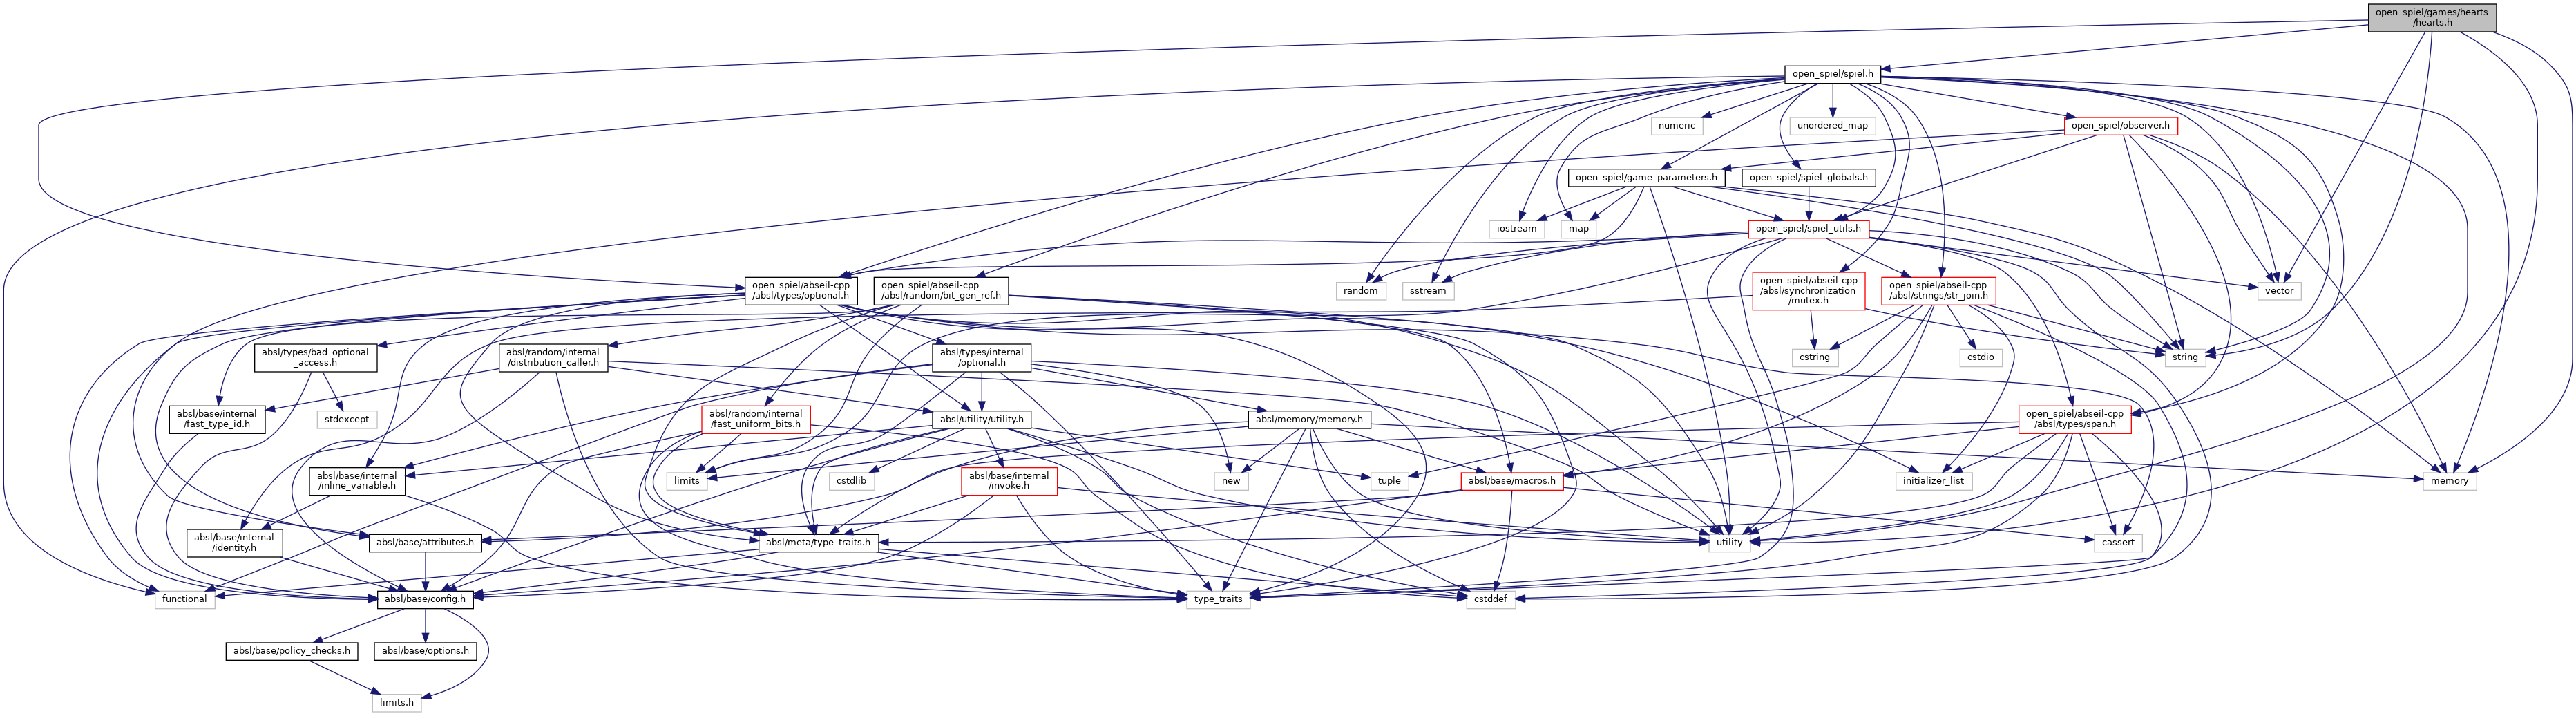 open_spiel/games/hearts
/hearts.h
open_spiel/spiel.h
numeric
unordered_map
open_spiel/observer.h
open_spiel/game_parameters.h
open_spiel/spiel_globals.h
iostream
map
open_spiel/spiel_utils.h
open_spiel/abseil-cpp
/absl/types/optional.h
open_spiel/abseil-cpp
/absl/random/bit_gen_ref.h
random
sstream
open_spiel/abseil-cpp
/absl/synchronization
/mutex.h
open_spiel/abseil-cpp
/absl/strings/str_join.h
vector
absl/types/bad_optional
_access.h
absl/random/internal
/distribution_caller.h
absl/types/internal
/optional.h
cstring
cstdio
string
absl/base/internal
/fast_type_id.h
stdexcept
absl/random/internal
/fast_uniform_bits.h
absl/utility/utility.h
absl/memory/memory.h
open_spiel/abseil-cpp
/absl/types/span.h
absl/base/internal
/inline_variable.h
limits
cstdlib
absl/base/internal
/invoke.h
new
tuple
absl/base/macros.h
initializer_list
memory
absl/base/internal
/identity.h
absl/base/attributes.h
absl/meta/type_traits.h
utility
cassert
functional
absl/base/config.h
type_traits
cstddef
absl/base/policy_checks.h
absl/base/options.h
limits.h